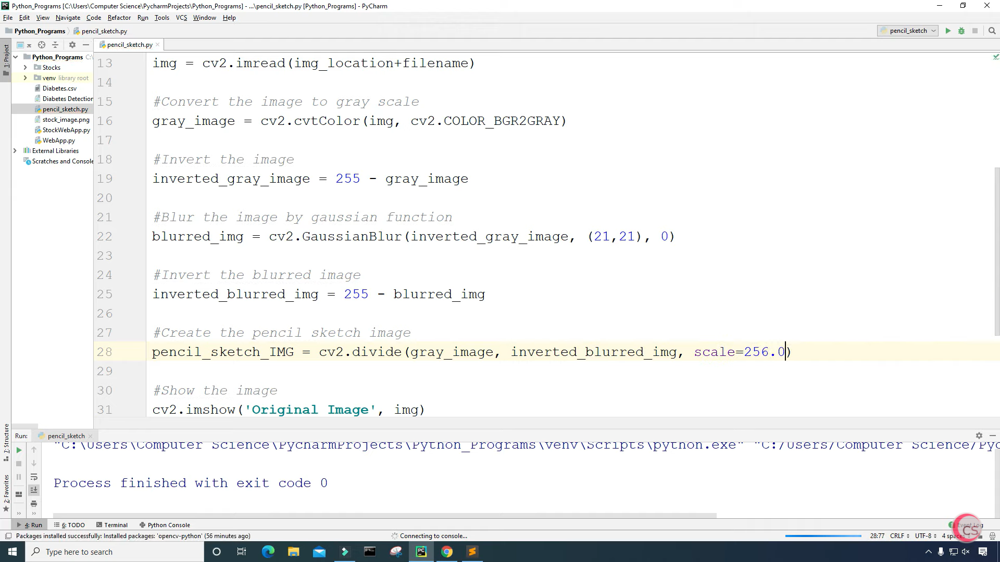 Python_Programs [C:\Users\Computer Science\PycharmProjects\Python_Programs] - ...\pencil_sketch.py [Python_Programs] - PyCharm
File Edit View Navigate Code Refactor Run Tools VCS Window Help
Python_Programs pencil_sketch.py pencil_sketch
1: Project
pencil_sketch.py
Python_Programs C:\
Stocks
venv library root
Diabetes.csv
Diabetes Detection
pencil_sketch.py
stock_image.png
StockWebApp.py
WebApp.py
External Libraries
Scratches and Console
13 img = cv2.imread(img_location+filename)
14
15 #Convert the image to gray scale
16 gray_image = cv2.cvtColor(img, cv2.COLOR_BGR2GRAY)
17
18 #Invert the image
19 inverted_gray_image = 255 - gray_image
20
21 #Blur the image by gaussian function
22 blurred_img = cv2.GaussianBlur(inverted_gray_image, (21,21), 0)
23
24 #Invert the blurred image
25 inverted_blurred_img = 255 - blurred_img
26
27 #Create the pencil sketch image
28 pencil_sketch_IMG = cv2.divide(gray_image, inverted_blurred_img, scale=256.0)
29
30 #Show the image
31 cv2.imshow('Original Image', img)
7: Structure
2: Favorites
Run: pencil_sketch
"C:\Users\Computer Science\PycharmProjects\Python_Programs\venv\Scripts\python.exe" "C:/Users/Computer Science/Pyc
Process finished with exit code 0
4: Run 6: TODO Terminal Python Console Event Log
CS
Packages installed successfully: Installed packages: 'opencv-python' (56 minutes ago) Connecting to console... 28:77 CRLF UTF-8 4 spaces
Type here to search